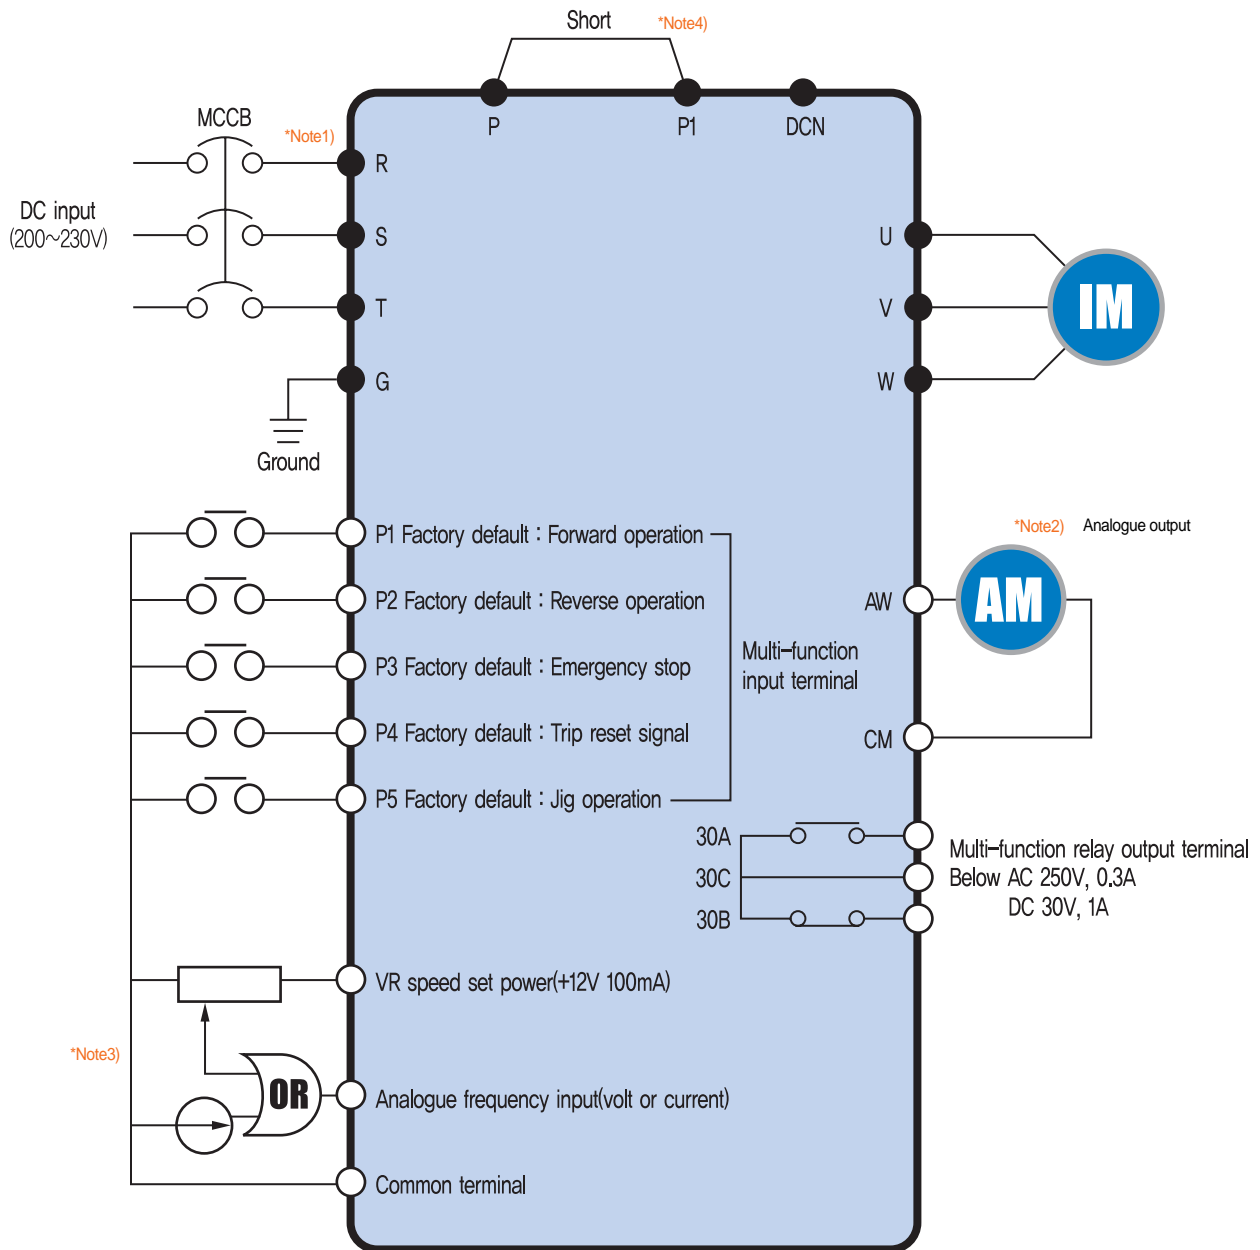 Short *Note4)
MCCB
*Note1)
P
P1
DCN
R
DC input
(200~230V)
S
U
T
V
IM
G
W
Ground
P1 Factory default : Forward operation
*Note2) Analogue output
P2 Factory default : Reverse operation
AW
AM
Multi-function
input terminal
P3 Factory default : Emergency stop
P4 Factory default : Trip reset signal
CM
P5 Factory default : Jig operation
30A
Multi-function relay output terminal
30C
Below AC 250V, 0.3A
DC 30V, 1A
30B
VR speed set power(+12V 100mA)
*Note3)
OR
Analogue frequency input(volt or current)
Common terminal